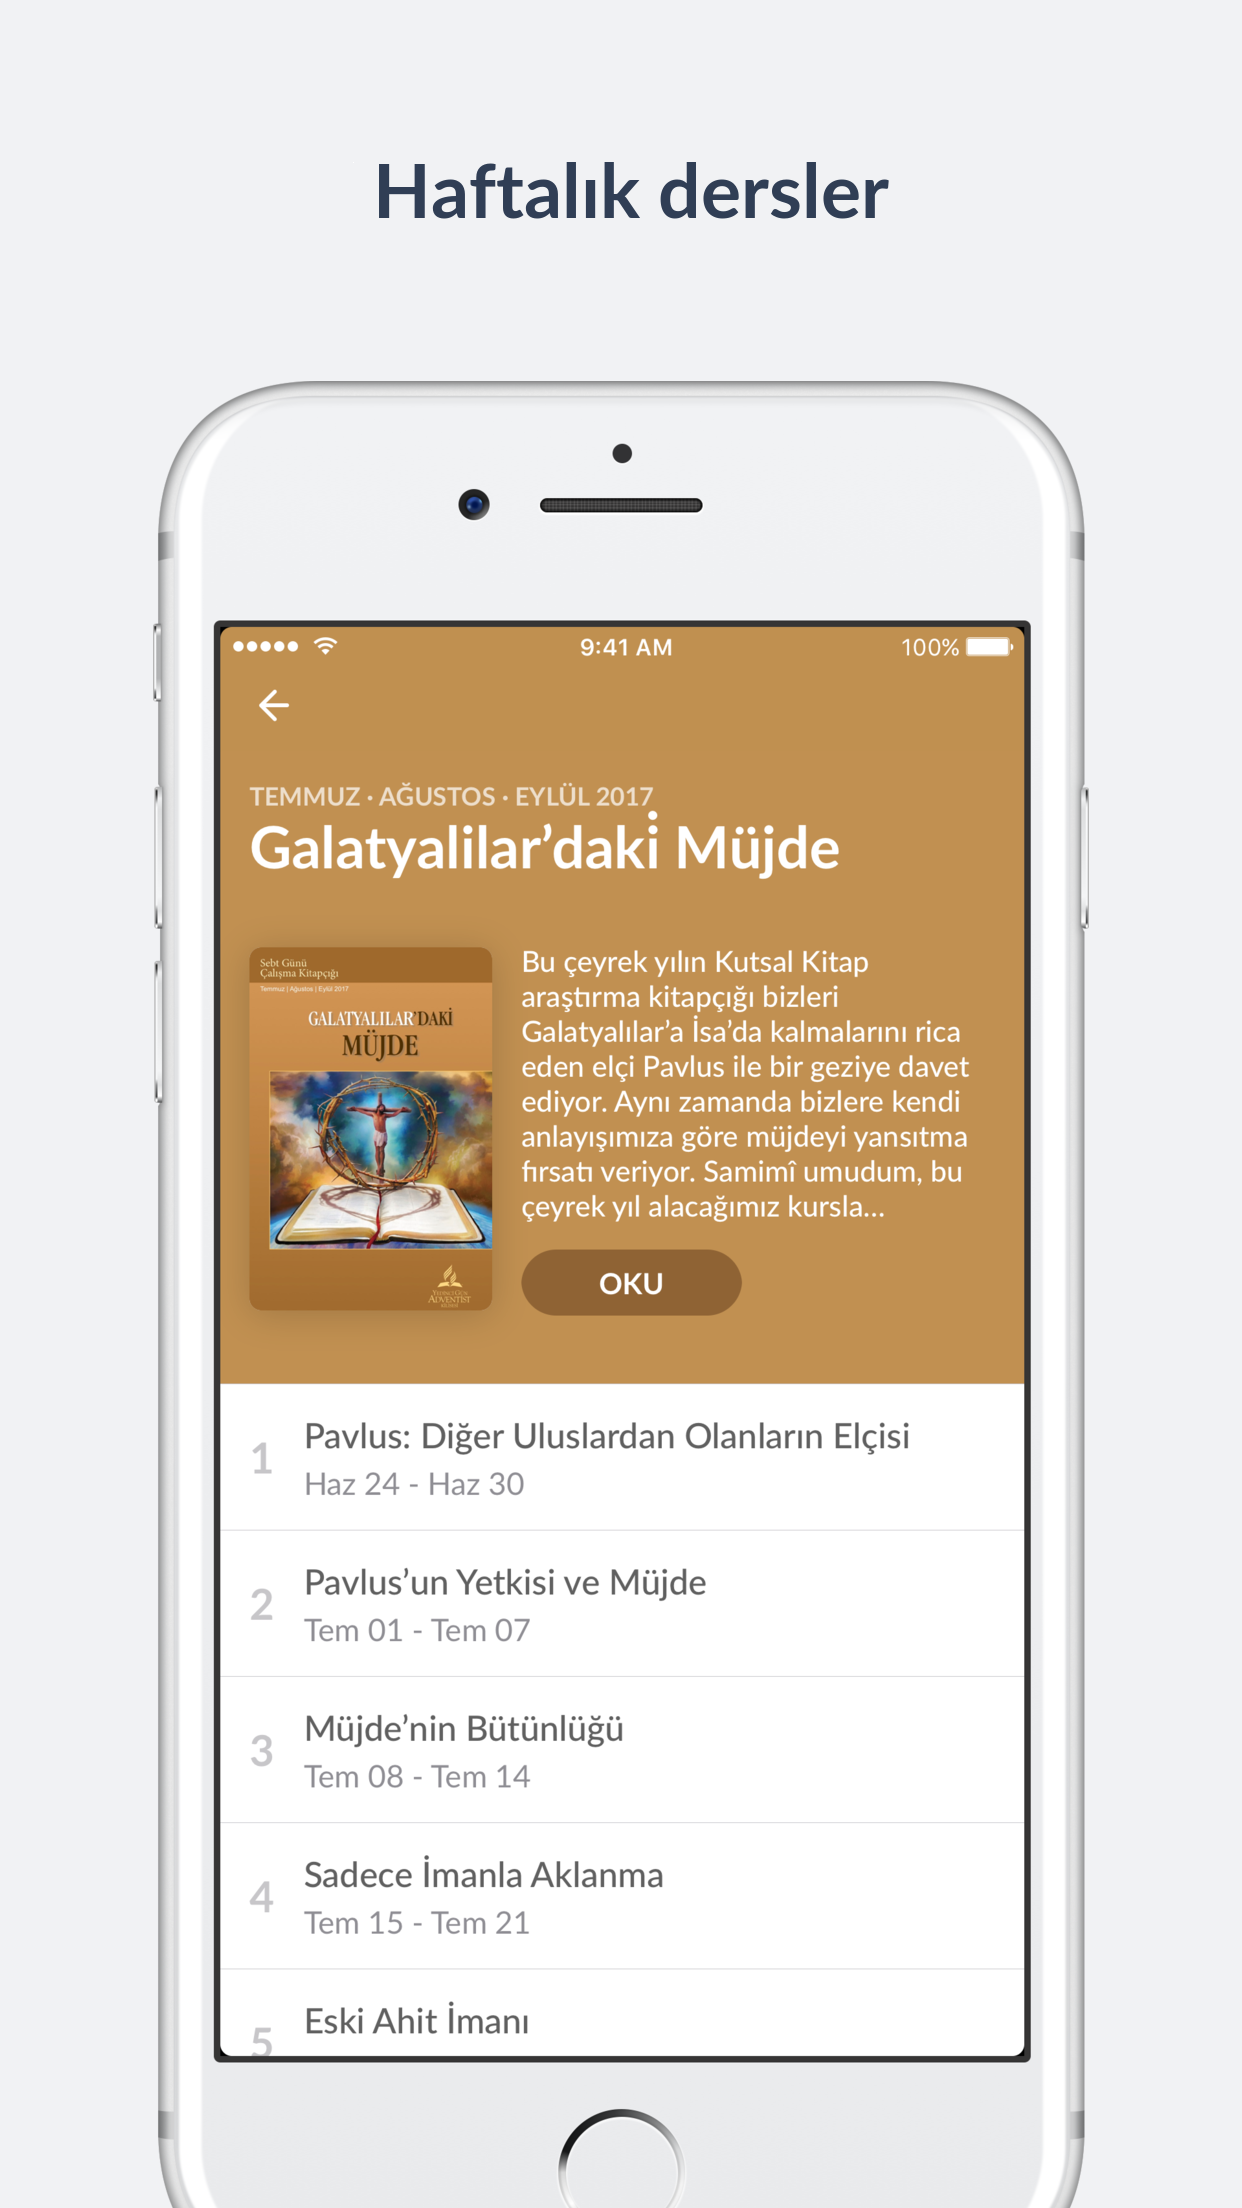 Haftalık dersler
9:41 AM
100%
TEMMUZ · AĞUSTOS · EYLÜL 2017
Galatyalilar’daki̇ Müjde
Sebt Günü
Çalışma Kitapçığı
Temmuz | Ağustos | Eylül 2017
GALATYALILAR’DAKİ
MÜJDE
YEDİNCİ GÜN
ADVENTIST
Bu çeyrek yılın Kutsal Kitap
araştırma kitapçığı bizleri
Galatyalılar’a İsa’da kalmalarını rica
eden elçi Pavlus ile bir geziye davet
ediyor. Aynı zamanda bizlere kendi
anlayışımıza göre müjdeyi yansıtma
fırsatı veriyor. Samimî umudum, bu
çeyrek yıl alacağımız kursla...
OKU
1
Pavlus: Diğer Uluslardan Olanların Elçisi
Haz 24 - Haz 30
2
Pavlus’un Yetkisi ve Müjde
Tem 01 - Tem 07
3
Müjde’nin Bütünlüğü
Tem 08 - Tem 14
4
Sadece İmanla Aklanma
Tem 15 - Tem 21
5
Eski Ahit İmanı